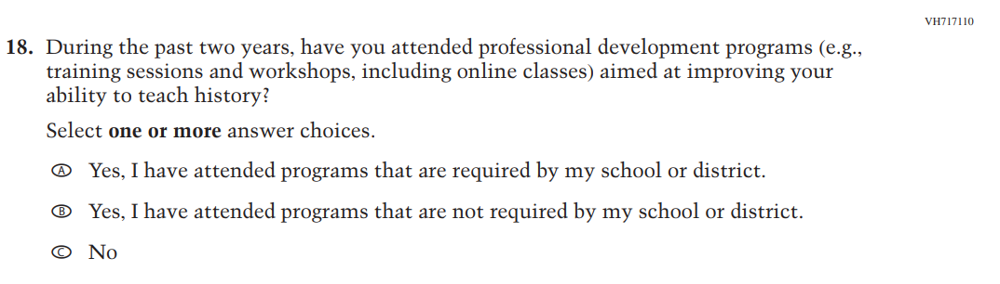 VH717110
18. During the past two years, have you attended professional development programs (e.g.,
training sessions and workshops, including online classes) aimed at improving your
ability to teach history?
Select one or more answer choices.
Ⓐ Yes, I have attended programs that are required by my school or district.
Ⓑ Yes, I have attended programs that are not required by my school or district.
Ⓒ No